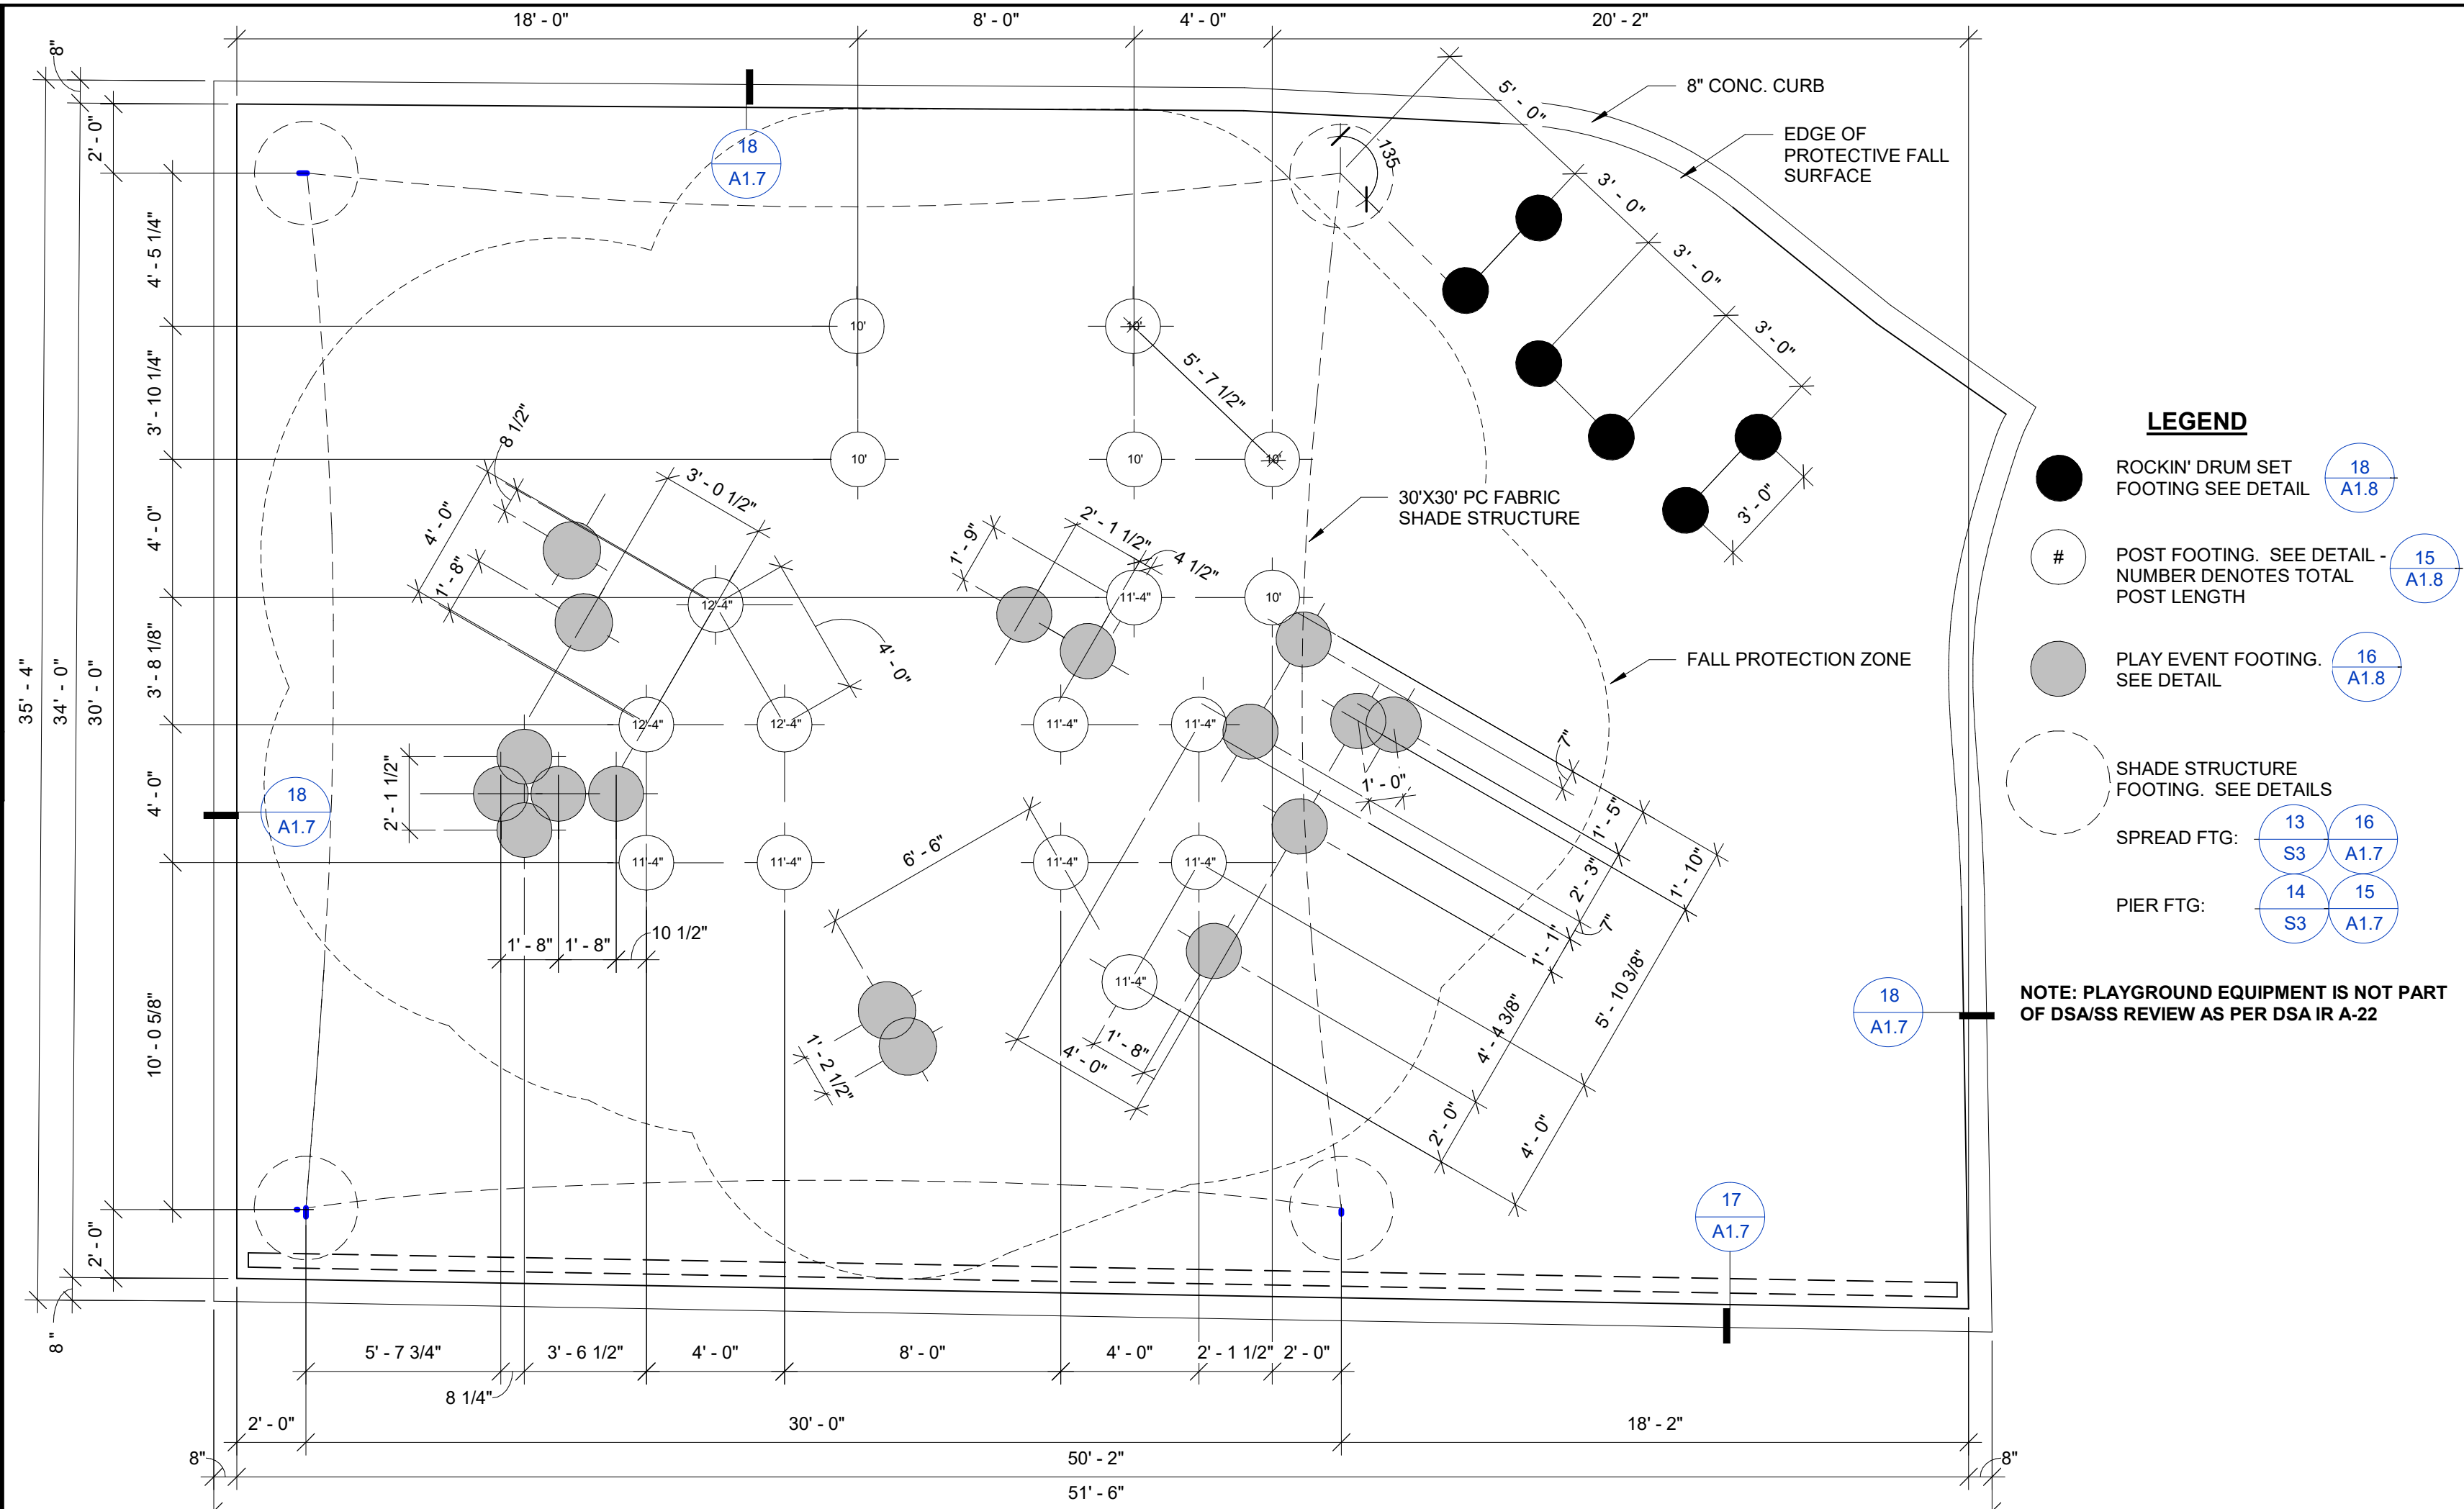 18' - 0"
8' - 0"
4' - 0"
20' - 2"
8"
2' - 0"
18
A1.7
135
5' - 0"
3' - 0"
3' - 0"
3' - 0"
3' - 0"
8" CONC. CURB
EDGE OF
PROTECTIVE FALL
SURFACE
4' - 5 1/4"
3' - 10 1/4"
4' - 0"
3' - 8 1/8"
4' - 0"
10' - 0 5/8"
2' - 0"
8"
35' - 4"
34' - 0"
30' - 0"
10'
10'
10'
10'
10'
5' - 7 1/2"
8 1/2"
4' - 0"
1' - 8"
3' - 0 1/2"
12'-4"
4' - 0"
12'-4"
12'-4"
1' - 9"
2' - 1 1/2"
4 1/2"
11'-4"
10'
30'X30' PC FABRIC
SHADE STRUCTURE
FALL PROTECTION ZONE
11'-4"
11'-4"
18
A1.7
2' - 1 1/2"
11'-4"
11'-4"
11'-4"
11'-4"
11'-4"
1' - 8"
1' - 8"
10 1/2"
6' - 6"
1' - 2 1/2"
1' - 0"
7"
1' - 5"
1' - 10"
2' - 3"
7"
1' - 1"
5' - 10 3/8"
4' - 4 3/8"
2' - 0"
4' - 0"
1' - 8"
4' - 0"
18
A1.7
17
A1.7
5' - 7 3/4"
8 1/4"
3' - 6 1/2"
4' - 0"
8' - 0"
4' - 0"
2' - 1 1/2"
2' - 0"
2' - 0"
30' - 0"
18' - 2"
8"
50' - 2"
8"
51' - 6"
LEGEND
ROCKIN' DRUM SET
FOOTING SEE DETAIL
18
A1.8
#
POST FOOTING. SEE DETAIL -
NUMBER DENOTES TOTAL
POST LENGTH
15
A1.8
PLAY EVENT FOOTING.
SEE DETAIL
16
A1.8
SHADE STRUCTURE
FOOTING. SEE DETAILS
SPREAD FTG:
13
S3
16
A1.7
PIER FTG:
14
S3
15
A1.7
NOTE: PLAYGROUND EQUIPMENT IS NOT PART
OF DSA/SS REVIEW AS PER DSA IR A-22